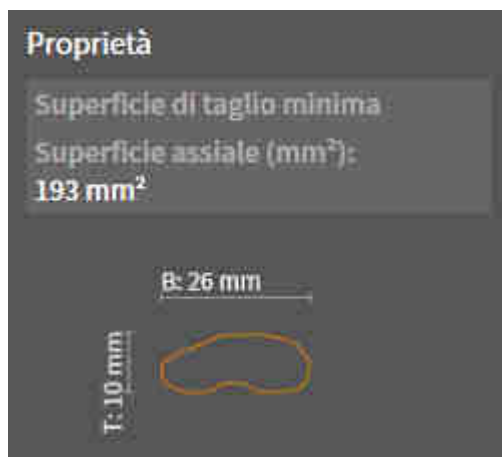 Proprietà
Superficie di taglio minima
Superficie assiale (mm²):
193 mm²
B: 26 mm
T: 10 mm